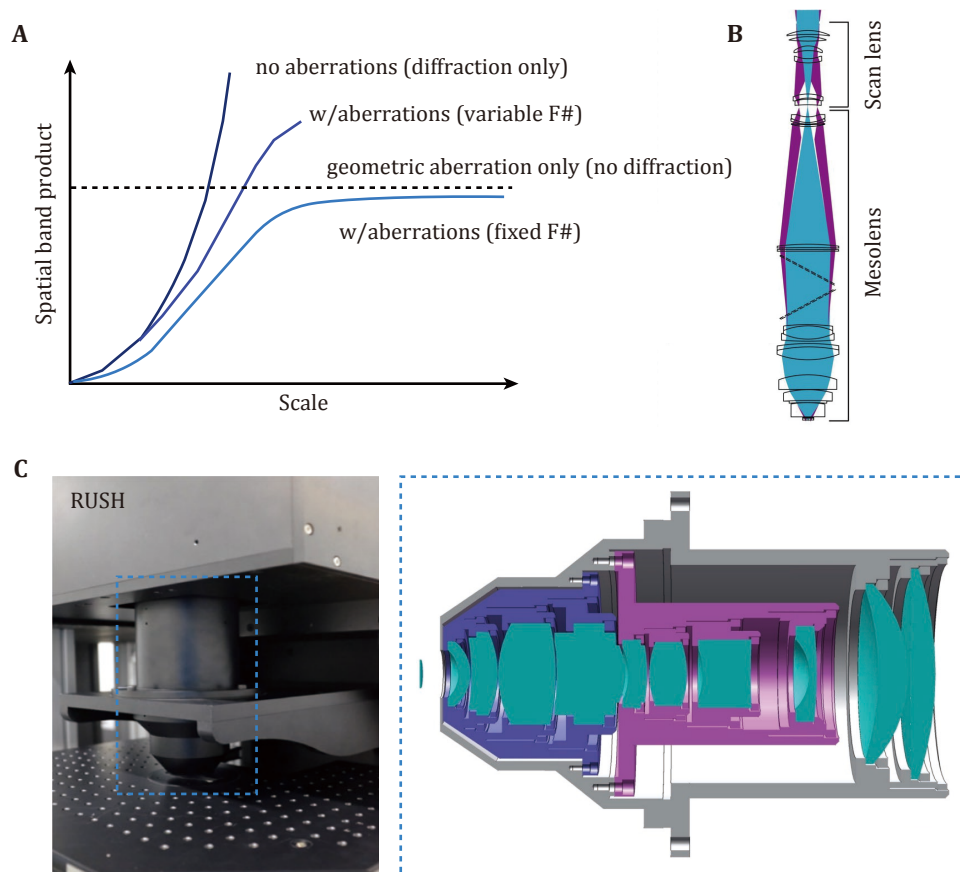 A
no aberrations (diffraction only)
w/aberrations (variable F#)
geometric aberration only (no diffraction)
w/aberrations (fixed F#)
Spatial band product
Scale
B
Scan lens
Mesolens
C
RUSH